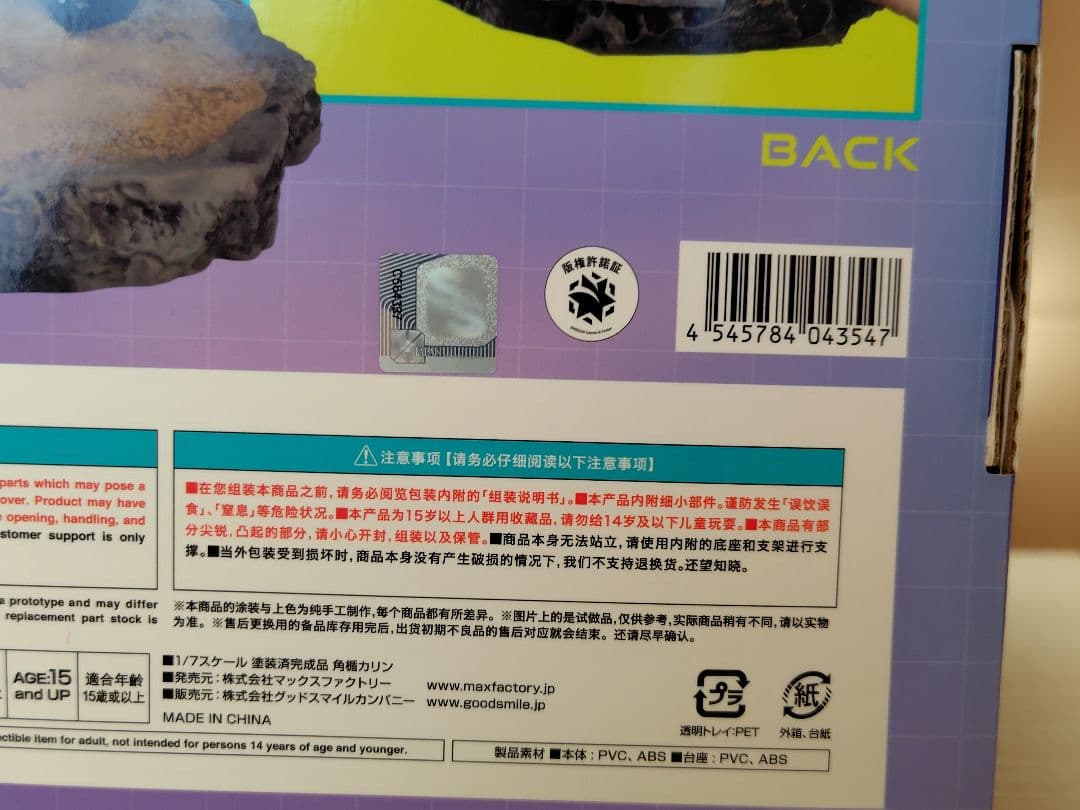 BACK
版権許諾証
JAPAN
4 545784 043547
parts which may pose a
over. Product may have
opening, handling, and
stomer support is only
⚠注意事项【请务必仔细阅读以下注意事项】
■在您组装本商品之前，请务必阅览包装内附的「组装说明书」。■本产品内附细小部件。谨防发生「误饮误
食」、「窒息」等危险状况。■本产品为15岁以上人群用收藏品，请勿给14岁及以下儿童玩耍。■本商品有部
分尖锐，凸起的部分，请小心开封，组装以及保管。■商品本身无法站立，请使用内附的底座和支架进行支
撑。■当外包装受到损坏时，商品本身没有产生破损的情况下，我们不支持退换货。还望知晓。
a prototype and may differ
replacement part stock is
※本商品的涂装与上色为纯手工制作，每个商品都有所差异。※图片上的是试做品，仅供参考，实际商品稍有不同，请以实物
为准。※售后更换用的备品库存用完后，出货初期不良品的售后对应就会结束。还请尽早确认。
AGE:15
and UP
適合年齡
15歲或以上
■1/7スケール 塗装済完成品 角楯カリン
■発売元：株式会社マックスファクトリー
■販売元：株式会社グッドスマイルカンパニー
MADE IN CHINA
www.maxfactory.jp
www.goodsmile.jp
プラ
透明トレイ：PET
紙
外箱、台紙
ectible item for adult, not intended for persons 14 years of age and younger.
製品素材 ■本体：PVC、ABS ■台座：PVC、ABS